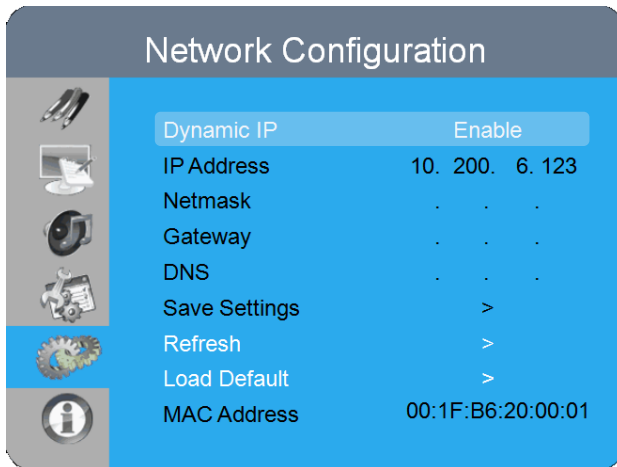 Network Configuration
Dynamic IP Enable
IP Address 10. 200. 6. 123
Netmask . . .
Gateway . . .
DNS . . .
Save Settings >
Refresh >
Load Default >
MAC Address 00:1F:B6:20:00:01